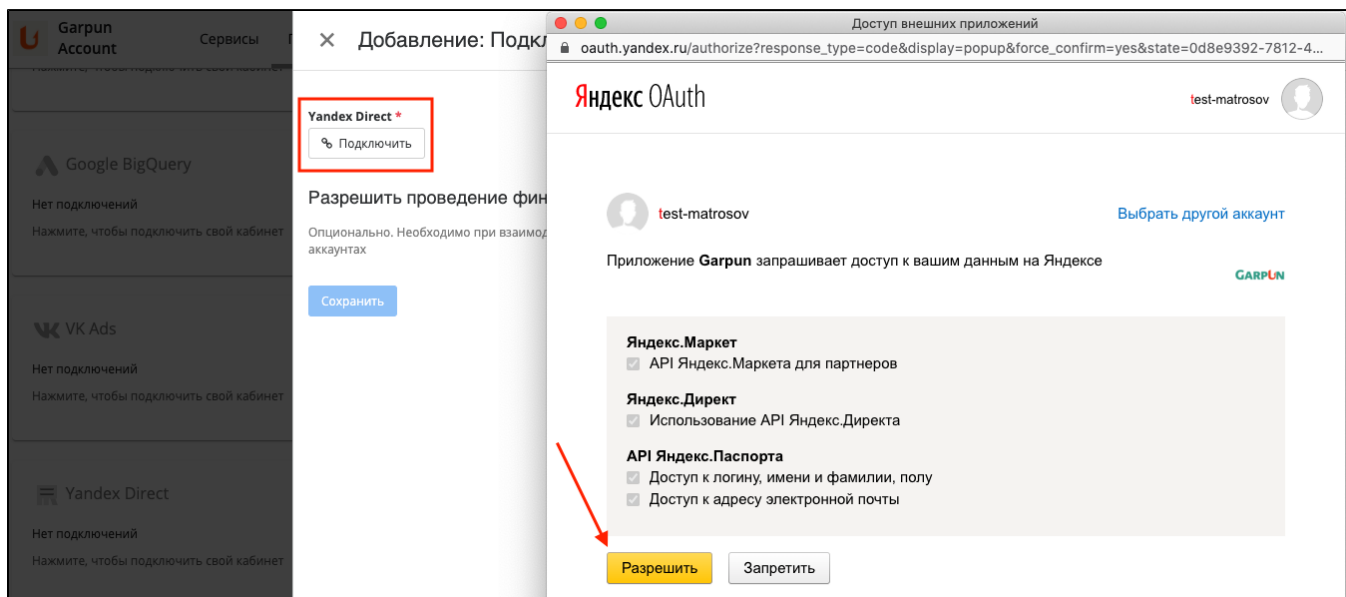 Garpun
Account
Сервисы
Нажмите, чтобы подключить свой кабинет
Google BigQuery
Нет подключений
Нажмите, чтобы подключить свой кабинет
VK Ads
Нет подключений
Нажмите, чтобы подключить свой кабинет
Yandex Direct
Нет подключений
Нажмите, чтобы подключить свой кабинет
Добавление: Подкл
Yandex Direct *
Подключить
Разрешить проведение фин
Опционально. Необходимо при взаимод
аккаунтах
Сохранить
Доступ внешних приложений
oauth.yandex.ru/authorize?response_type=code&display=popup&force_confirm=yes&state=0d8e9392-7812-4...
Яндекс OAuth
test-matrosov
test-matrosov
Выбрать другой аккаунт
Приложение Garpun запрашивает доступ к вашим данным на Яндексе
GARPUN
Яндекс.Маркет
API Яндекс.Маркета для партнеров
Яндекс.Директ
Использование API Яндекс.Директа
API Яндекс.Паспорта
Доступ к логину, имени и фамилии, полу
Доступ к адресу электронной почты
Разрешить
Запретить